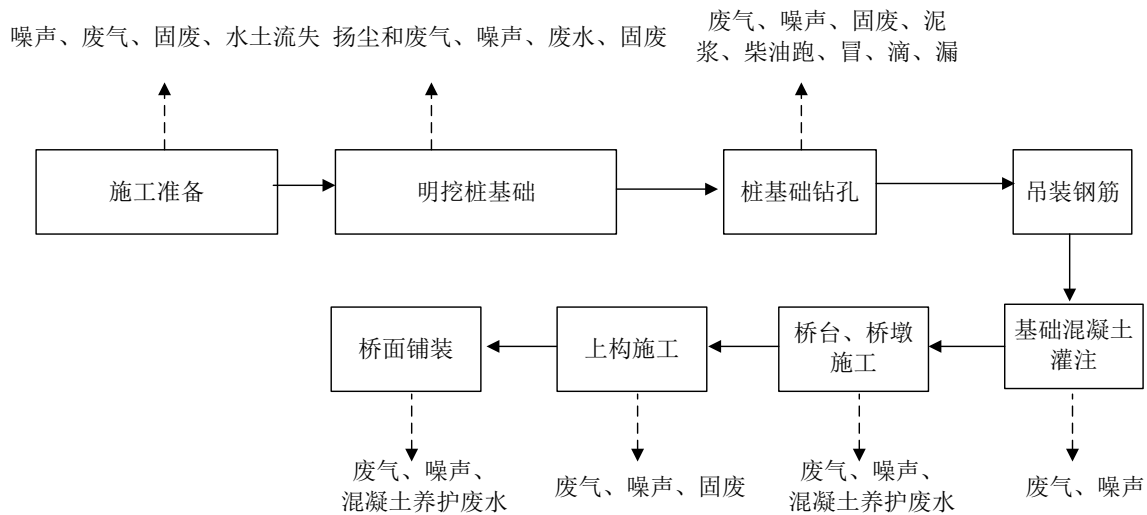 噪声、废气、固废、水土流失
扬尘和废气、噪声、废水、固废
废气、噪声、固废、泥
浆、柴油跑、冒、滴、漏
施工准备
明挖桩基础
桩基础钻孔
吊装钢筋
桥面铺装
上构施工
桥台、桥墩
施工
基础混凝土
灌注
废气、噪声、
混凝土养护废水
废气、噪声、固废
废气、噪声、
混凝土养护废水
废气、噪声